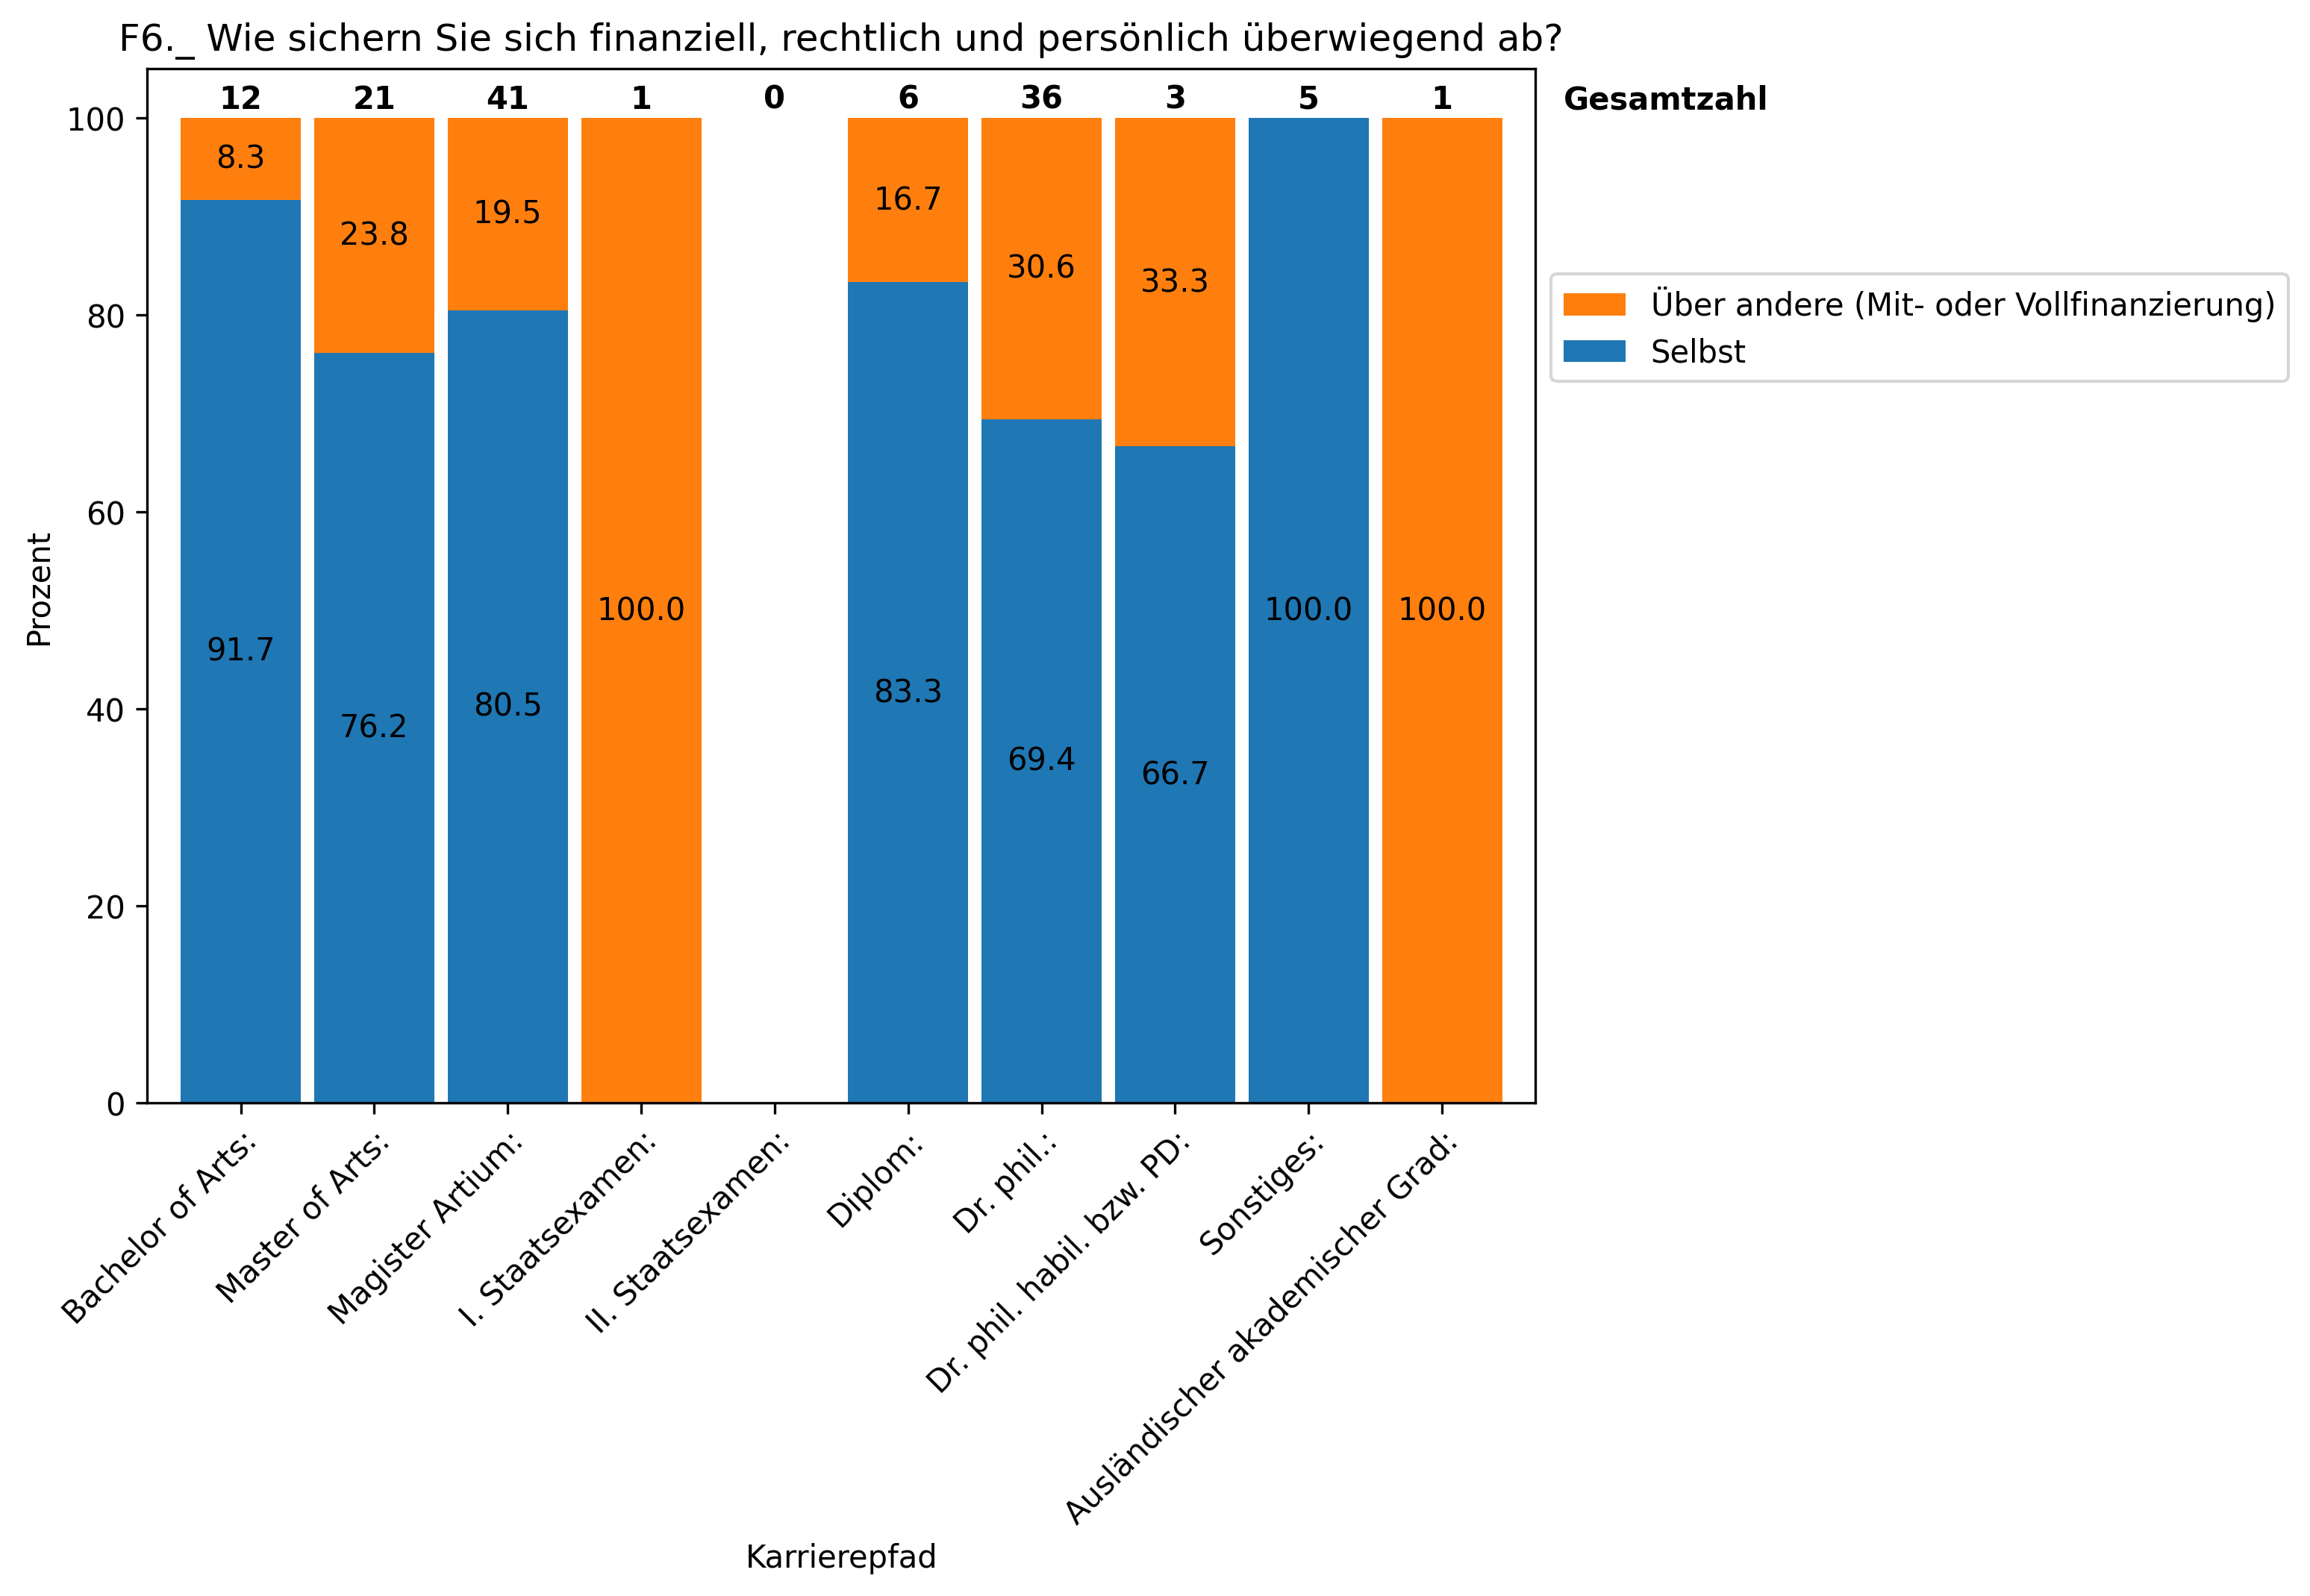 F6._ Wie sichern Sie sich finanziell, rechtlich und persönlich überwiegend ab?
12 21 41 1 0 6 36 3 5 1 Gesamtzahl
100
80
60
40
20
0
Prozent
8.3
91.7
23.8
76.2
19.5
80.5
100.0
16.7
83.3
30.6
69.4
33.3
66.7
100.0
100.0
Über andere (Mit- oder Vollfinanzierung)
Selbst
Bachelor of Arts:
Master of Arts:
Magister Artium:
I. Staatsexamen:
II. Staatsexamen:
Diplom:
Dr. phil.:
Dr. phil. habil. bzw. PD:
Sonstiges:
Ausländischer akademischer Grad:
Karrierepfad